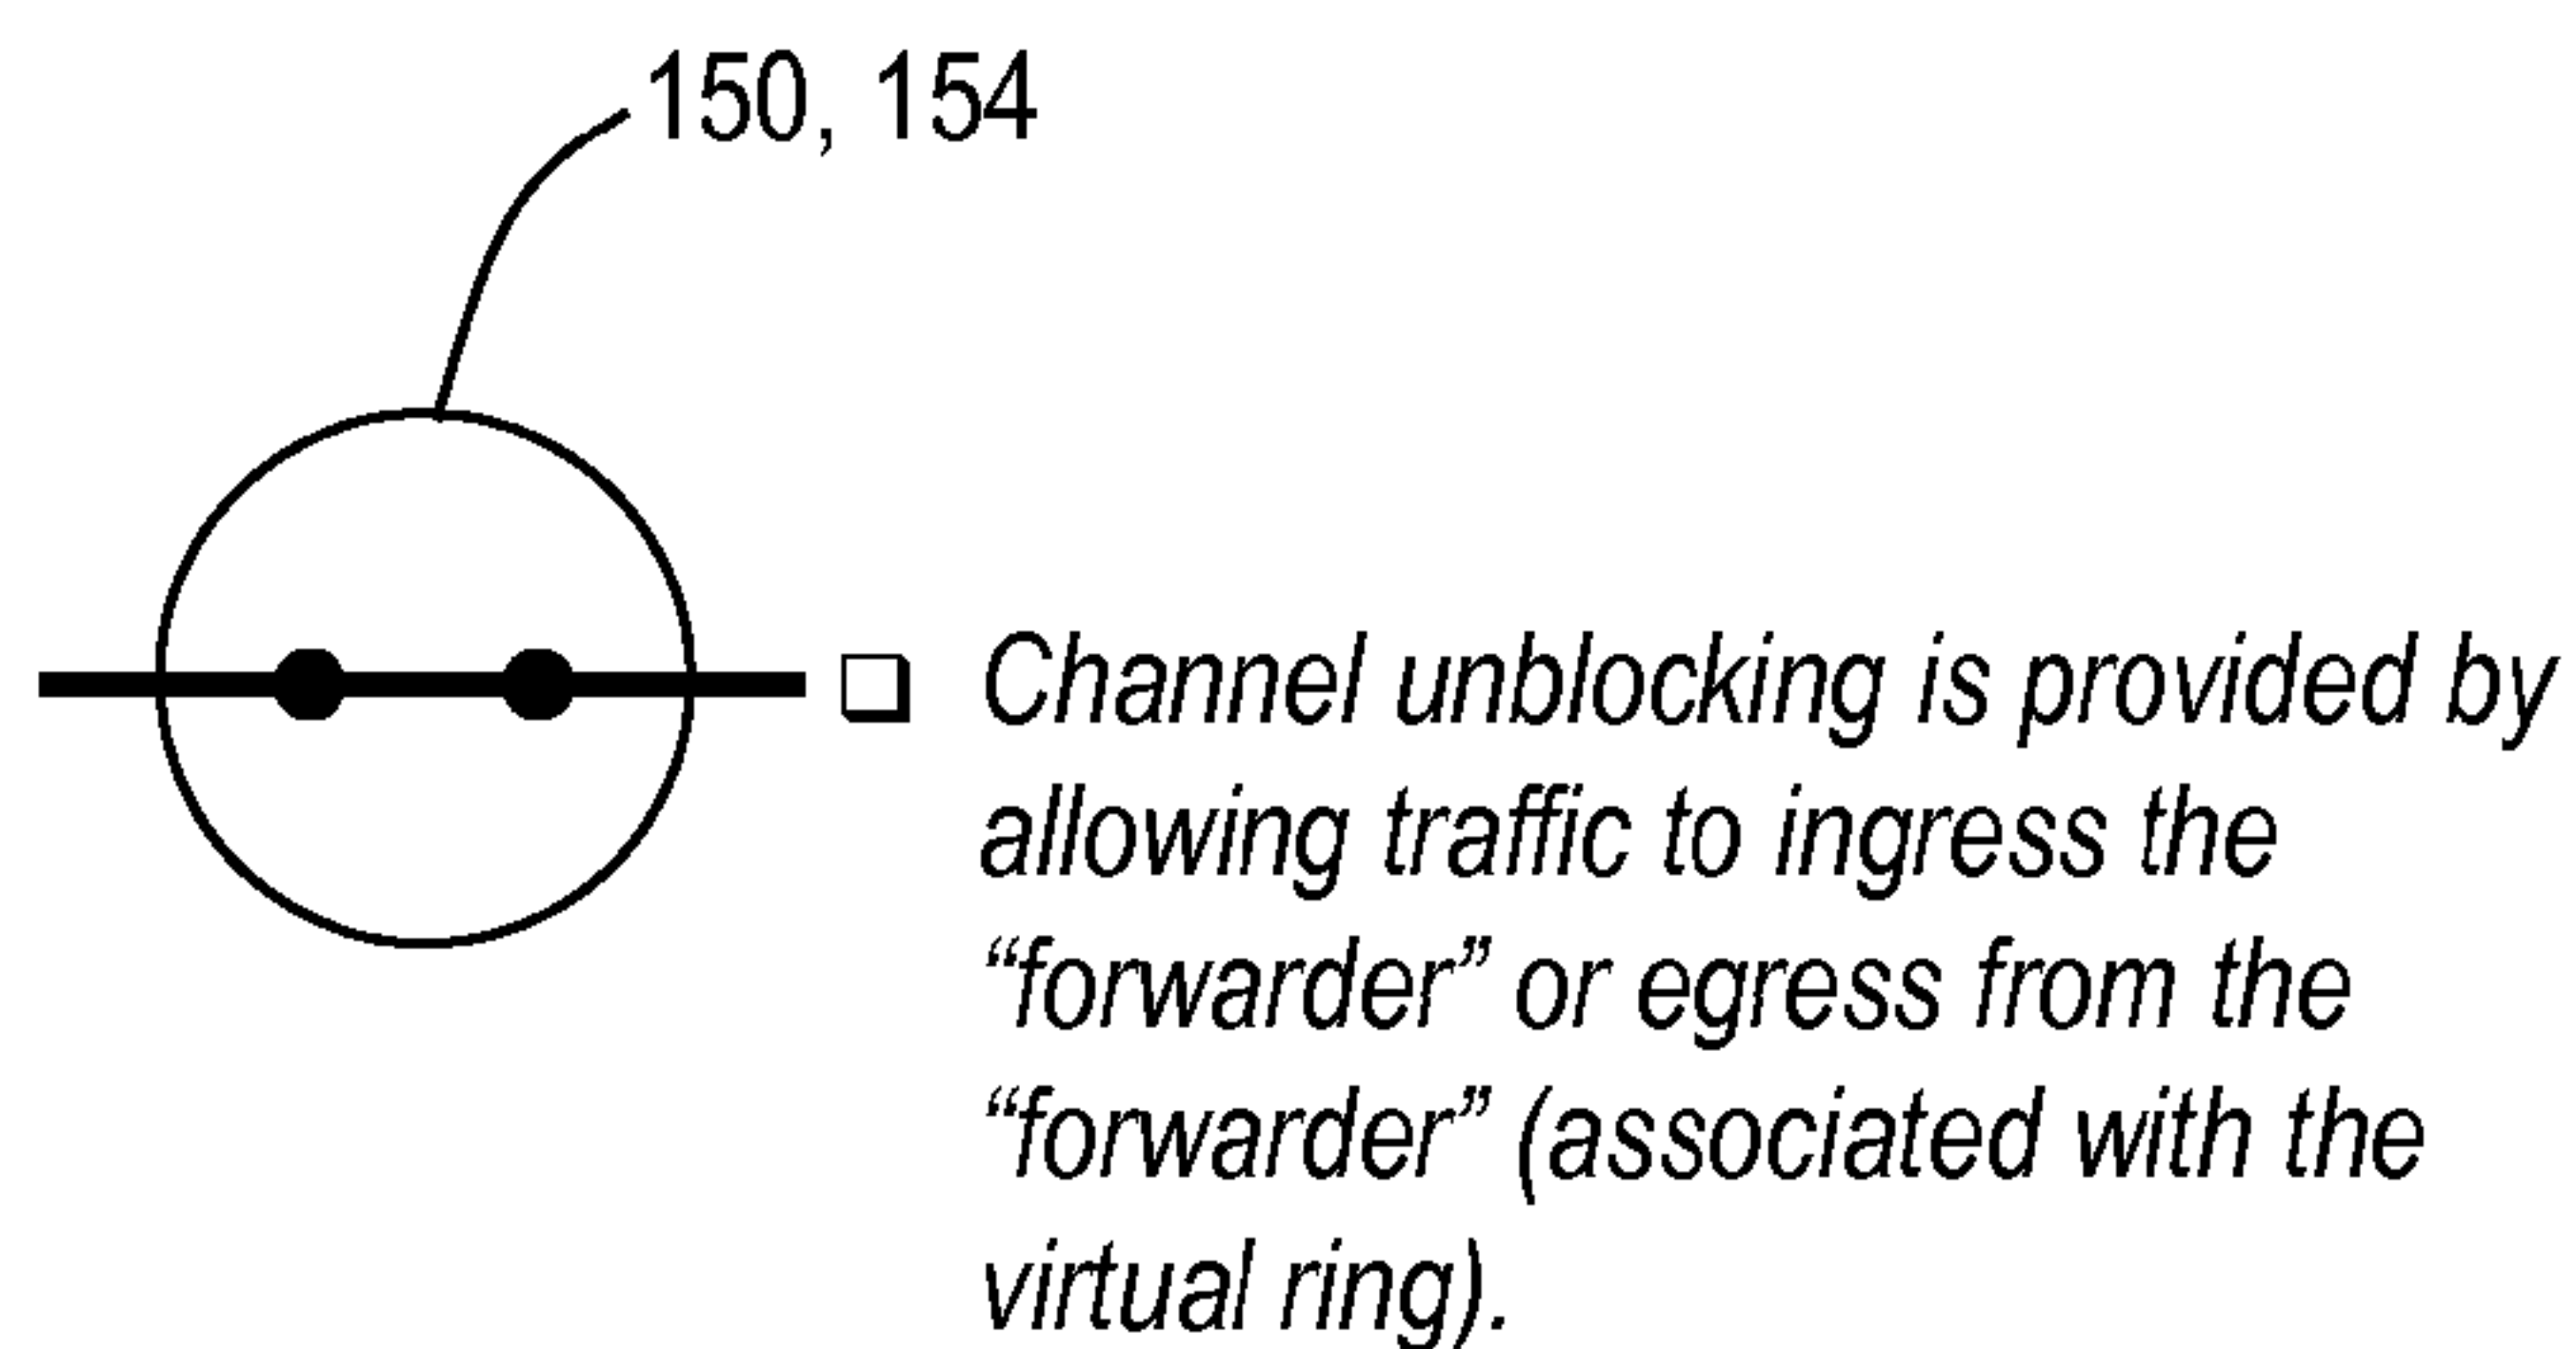 150, 154
❑ Channel unblocking is provided by
allowing traffic to ingress the
“forwarder” or egress from the
“forwarder” (associated with the
virtual ring).